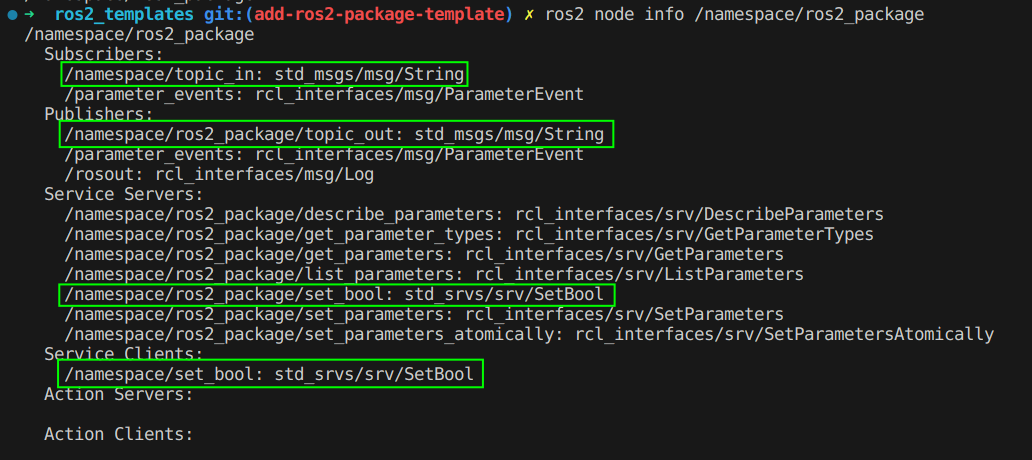 ➜ ros2_templates git:(add-ros2-package-template) ✗ ros2 node info /namespace/ros2_package
/namespace/ros2_package
Subscribers:
/namespace/topic_in: std_msgs/msg/String
/parameter_events: rcl_interfaces/msg/ParameterEvent
Publishers:
/namespace/ros2_package/topic_out: std_msgs/msg/String
/parameter_events: rcl_interfaces/msg/ParameterEvent
/rosout: rcl_interfaces/msg/Log
Service Servers:
/namespace/ros2_package/describe_parameters: rcl_interfaces/srv/DescribeParameters
/namespace/ros2_package/get_parameter_types: rcl_interfaces/srv/GetParameterTypes
/namespace/ros2_package/get_parameters: rcl_interfaces/srv/GetParameters
/namespace/ros2_package/list_parameters: rcl_interfaces/srv/ListParameters
/namespace/ros2_package/set_bool: std_srvs/srv/SetBool
/namespace/ros2_package/set_parameters: rcl_interfaces/srv/SetParameters
/namespace/ros2_package/set_parameters_atomically: rcl_interfaces/srv/SetParametersAtomically
Service Clients:
/namespace/set_bool: std_srvs/srv/SetBool
Action Servers:
Action Clients: